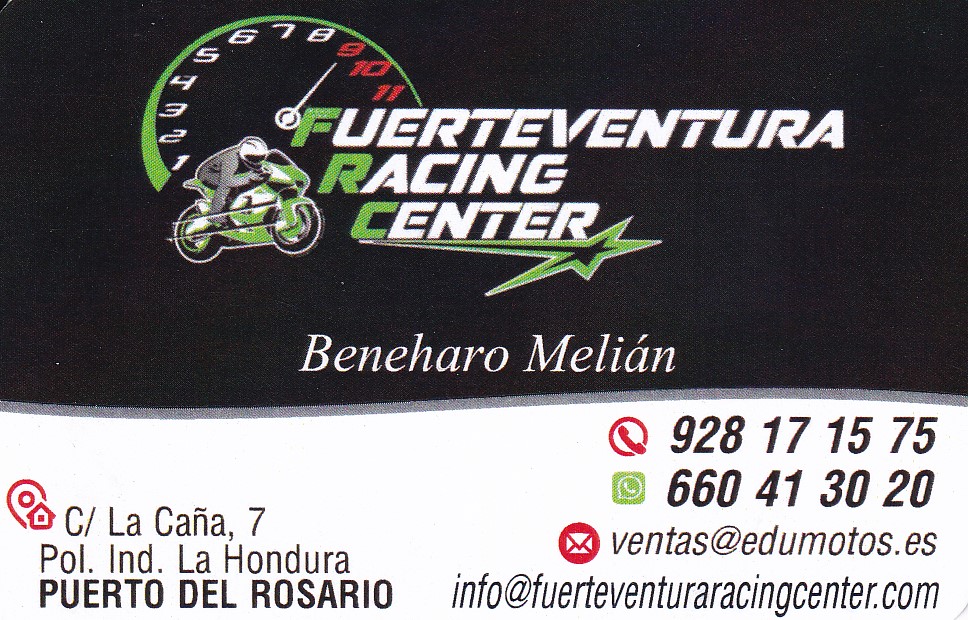 1
2
3
4
5
6
7
8
9
10
11
FUERTEVENTURA
RACING
CENTER
Beneharo Melián
928 17 15 75
660 41 30 20
ventas@edumotos.es
info@fuerteventuraracingcenter.com
C/ La Caña, 7
Pol. Ind. La Hondura
PUERTO DEL ROSARIO